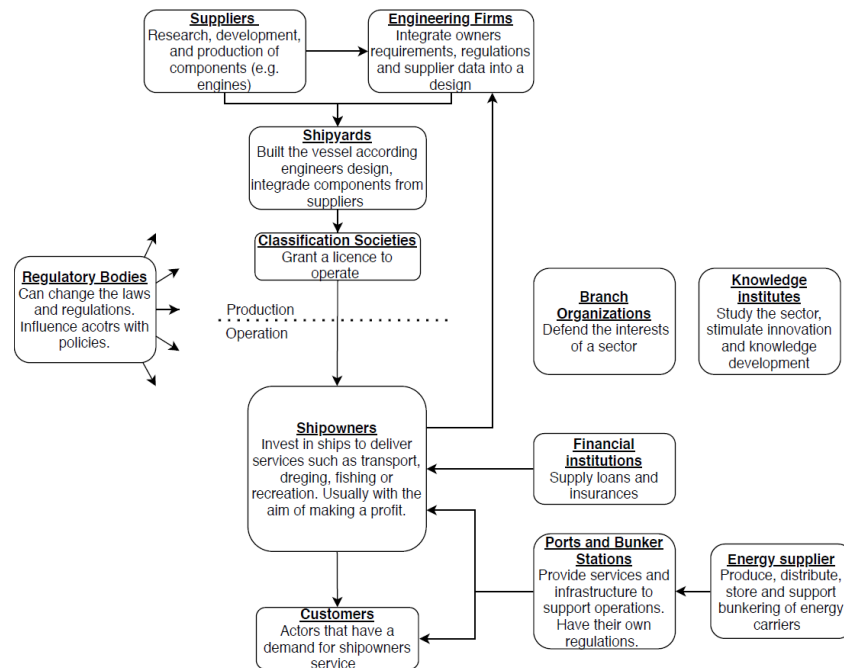 Suppliers
Research, development,
and production of
components (e.g.
engines)
Engineering Firms
Integrate owners
requirements, regulations
and supplier data into a
design
Shipyards
Built the vessel according
engineers design,
integrade components from
suppliers
Classification Societies
Grant a licence to
operate
Regulatory Bodies
Can change the laws
and regulations.
Influence acotrs with
policies.
Production
Operation
Branch
Organizations
Defend the interests
of a sector
Knowledge
institutes
Study the sector,
stimulate innovation
and knowledge
development
Shipowners
Invest in ships to deliver
services such as transport,
dreging, fishing or
recreation. Usually with the
aim of making a profit.
Financial
institutions
Supply loans and
insurances
Ports and Bunker
Stations
Provide services and
infrastructure to
support operations.
Have their own
regulations.
Energy supplier
Produce, distribute,
store and support
bunkering of energy
carriers
Customers
Actors that have a
demand for shipowners
service